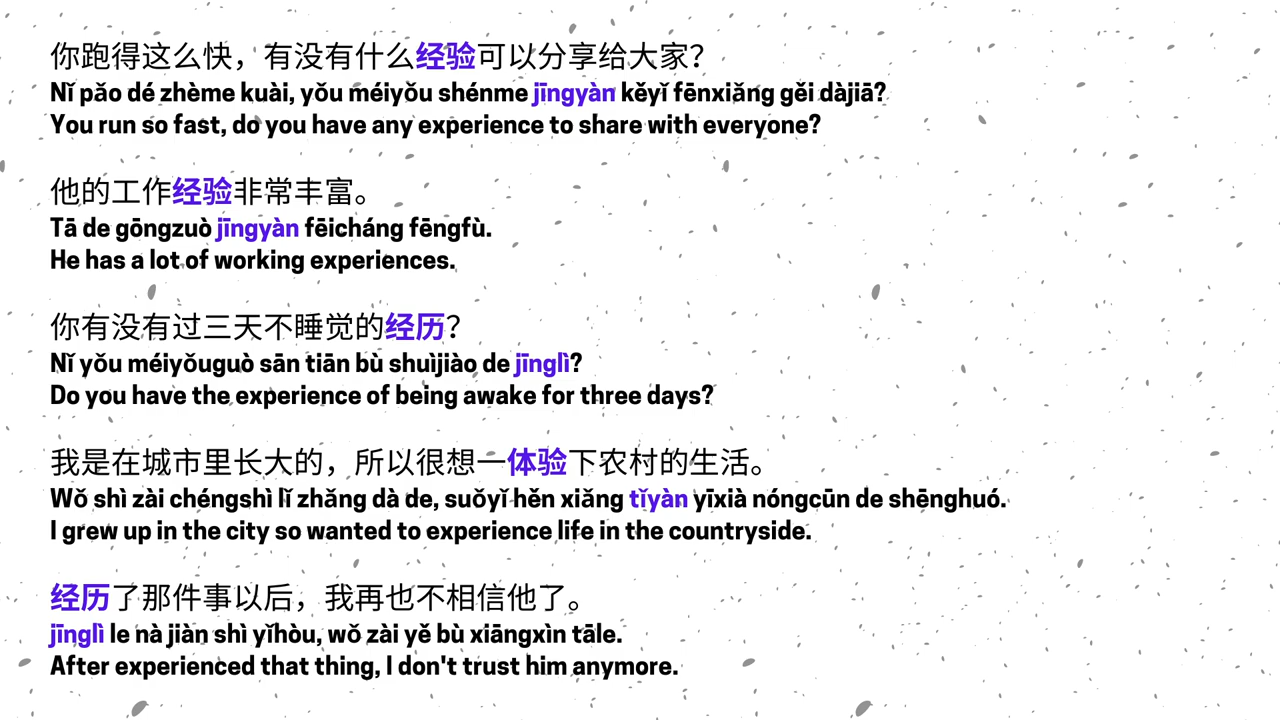 你跑得这么快，有没有什么经验可以分享给大家？
Nǐ pǎo dé zhème kuài, yǒu méiyǒu shénme jīngyàn kěyǐ fēnxiǎng gěi dàjiā?
You run so fast, do you have any experience to share with everyone?
他的工作经验非常丰富。
Tā de gōngzuò jīngyàn fēicháng fēngfù.
He has a lot of working experiences.
你有没有过三天不睡觉的经历？
Nǐ yǒu méiyǒuguò sān tiān bù shuìjiào de jīnglì?
Do you have the experience of being awake for three days?
我是在城市里长大的，所以很想一体验下农村的生活。
Wǒ shì zài chéngshì lǐ zhǎng dà de, suǒyǐ hěn xiǎng tǐyàn yīxià nóngcūn de shēnghuó.
I grew up in the city so wanted to experience life in the countryside.
经历了那件事以后，我再也不相信他了。
jīnglì le nà jiàn shì yǐhòu, wǒ zài yě bù xiāngxìn tāle.
After experienced that thing, I don't trust him anymore.